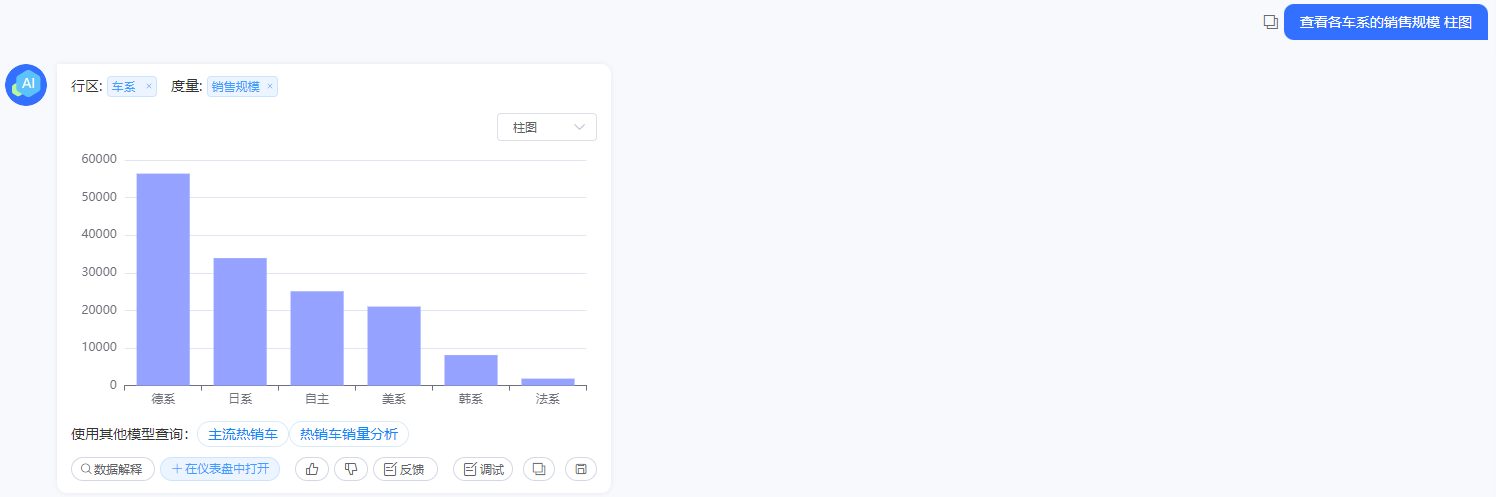 查看各车系的销售规模 柱图
AI
行区: 车系 × 度量: 销售规模 ×
柱图
60000
50000
40000
30000
20000
10000
0
德系 日系 自主 美系 韩系 法系
使用其他模型查询： 主流热销车 热销车销量分析
数据解释 + 在仪表盘中打开 反馈 调试